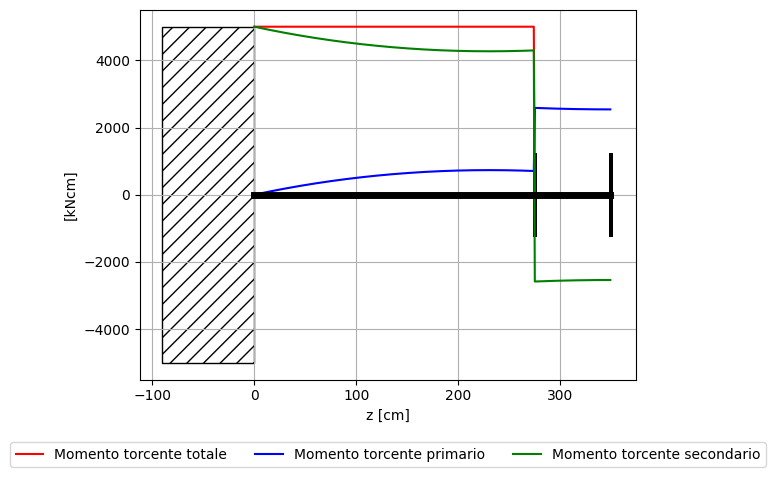 4000
2000
0
−2000
−4000
[kNcm]
−100 0 100 200 300
z [cm]
Momento torcente totale Momento torcente primario Momento torcente secondario